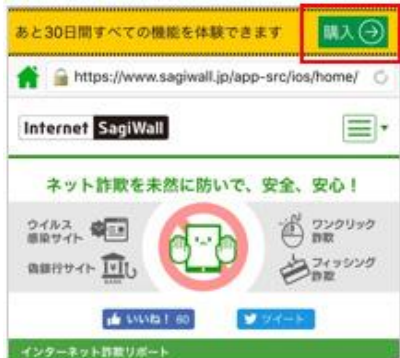 あと30日間すべての機能を体験できます 購入
https://www.sagiwall.jp/app-src/ios/home/
Internet SagiWall
ネット詐欺を未然に防いで、安全、安心！
ウイルス
感染サイト
ワンクリック
詐欺
偽銀行サイト
フィッシング
詐欺
いいね！ 60
ツイート
インターネット詐欺リポート